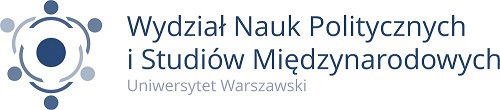 Wydział Nauk Politycznych
i Studiów Międzynarodowych
Uniwersytet Warszawski